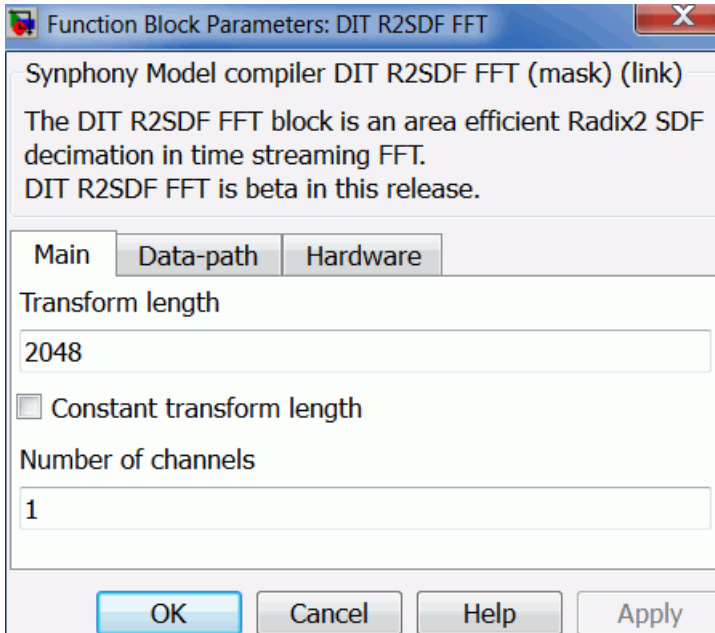 Function Block Parameters: DIT R2SDF FFT
X
Synphony Model compiler DIT R2SDF FFT (mask) (link)
The DIT R2SDF FFT block is an area efficient Radix2 SDF
decimation in time streaming FFT.
DIT R2SDF FFT is beta in this release.
Main Data-path Hardware
Transform length
2048
Constant transform length
Number of channels
1
OK Cancel Help Apply